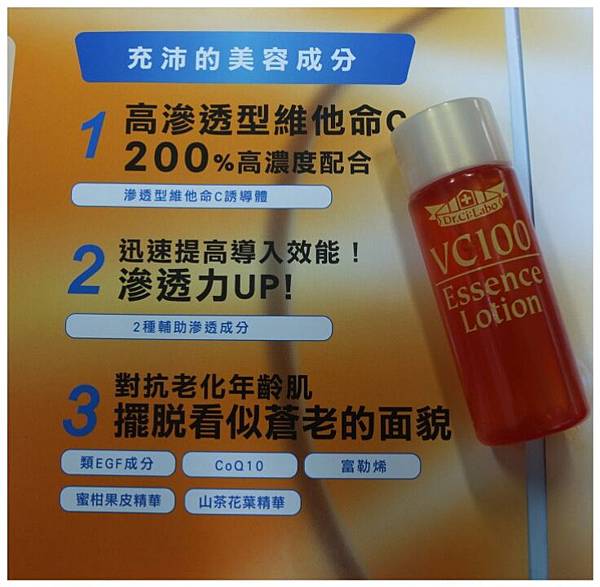 充沛的美容成分
1 高滲透型維他命C
200%高濃度配合
滲透型維他命C誘導體
2 迅速提高導入效能！
滲透力UP!
2種輔助滲透成分
3 對抗老化年齡肌
擺脫看似蒼老的面貌
類EGF成分 CoQ10 富勒烯
蜜柑果皮精華 山茶花葉精華
Dr.Ci:Labo
VC100
Essence
Lotion